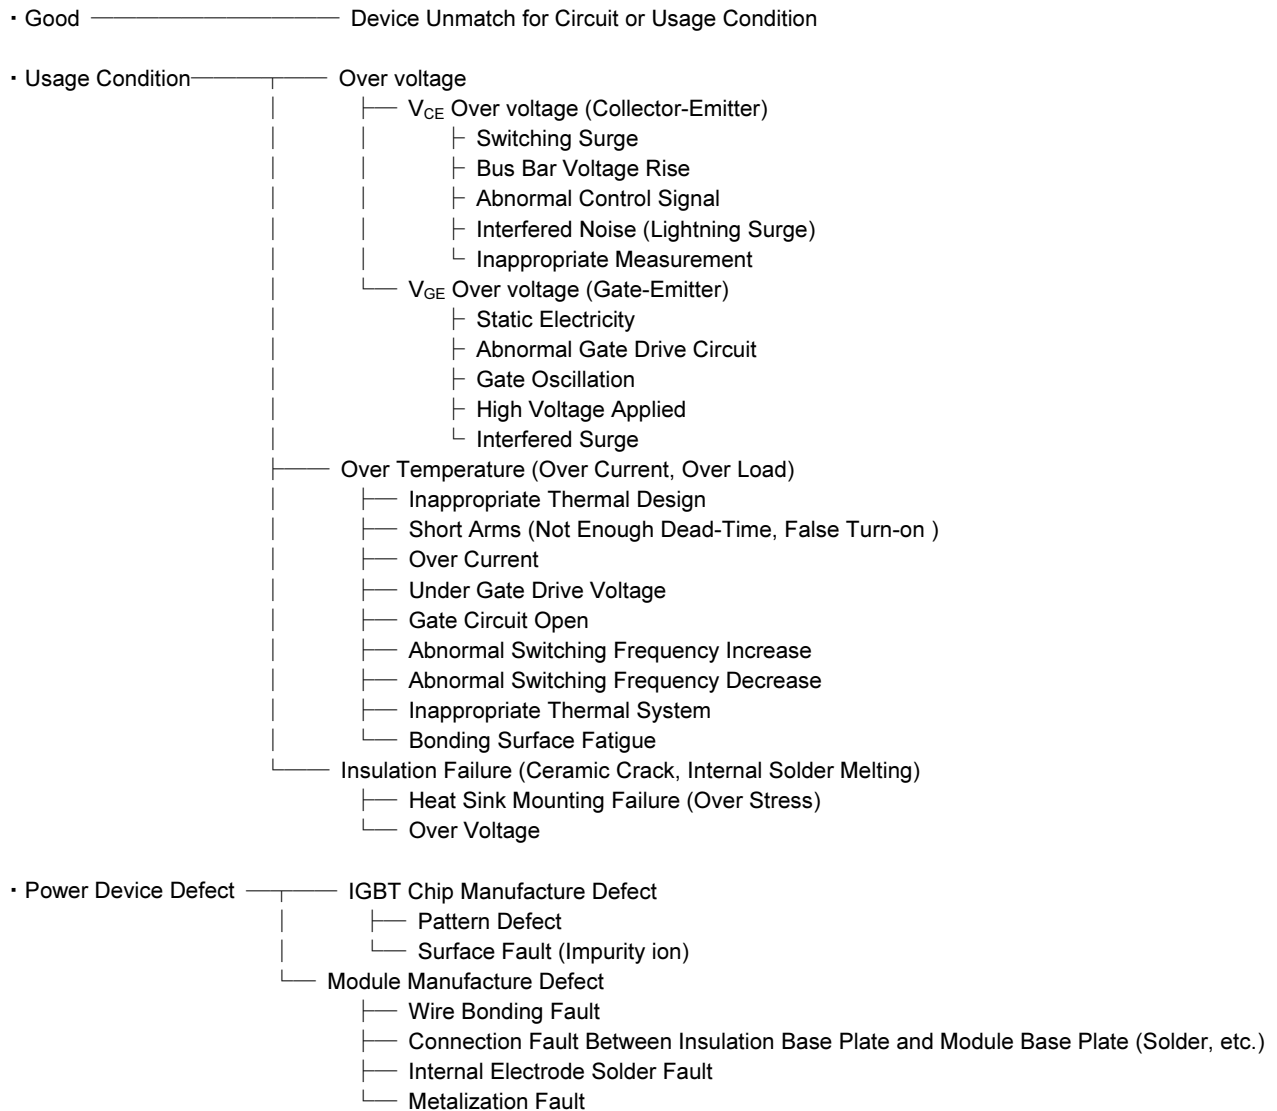 ・Good Device Unmatch for Circuit or Usage Condition
・Usage Condition Over voltage
VCE Over voltage (Collector-Emitter)
Switching Surge
Bus Bar Voltage Rise
Abnormal Control Signal
Interfered Noise (Lightning Surge)
Inappropriate Measurement
VGE Over voltage (Gate-Emitter)
Static Electricity
Abnormal Gate Drive Circuit
Gate Oscillation
High Voltage Applied
Interfered Surge
Over Temperature (Over Current, Over Load)
Inappropriate Thermal Design
Short Arms (Not Enough Dead-Time, False Turn-on )
Over Current
Under Gate Drive Voltage
Gate Circuit Open
Abnormal Switching Frequency Increase
Abnormal Switching Frequency Decrease
Inappropriate Thermal System
Bonding Surface Fatigue
Insulation Failure (Ceramic Crack, Internal Solder Melting)
Heat Sink Mounting Failure (Over Stress)
Over Voltage
・Power Device Defect IGBT Chip Manufacture Defect
Pattern Defect
Surface Fault (Impurity ion)
Module Manufacture Defect
Wire Bonding Fault
Connection Fault Between Insulation Base Plate and Module Base Plate (Solder, etc.)
Internal Electrode Solder Fault
Metalization Fault